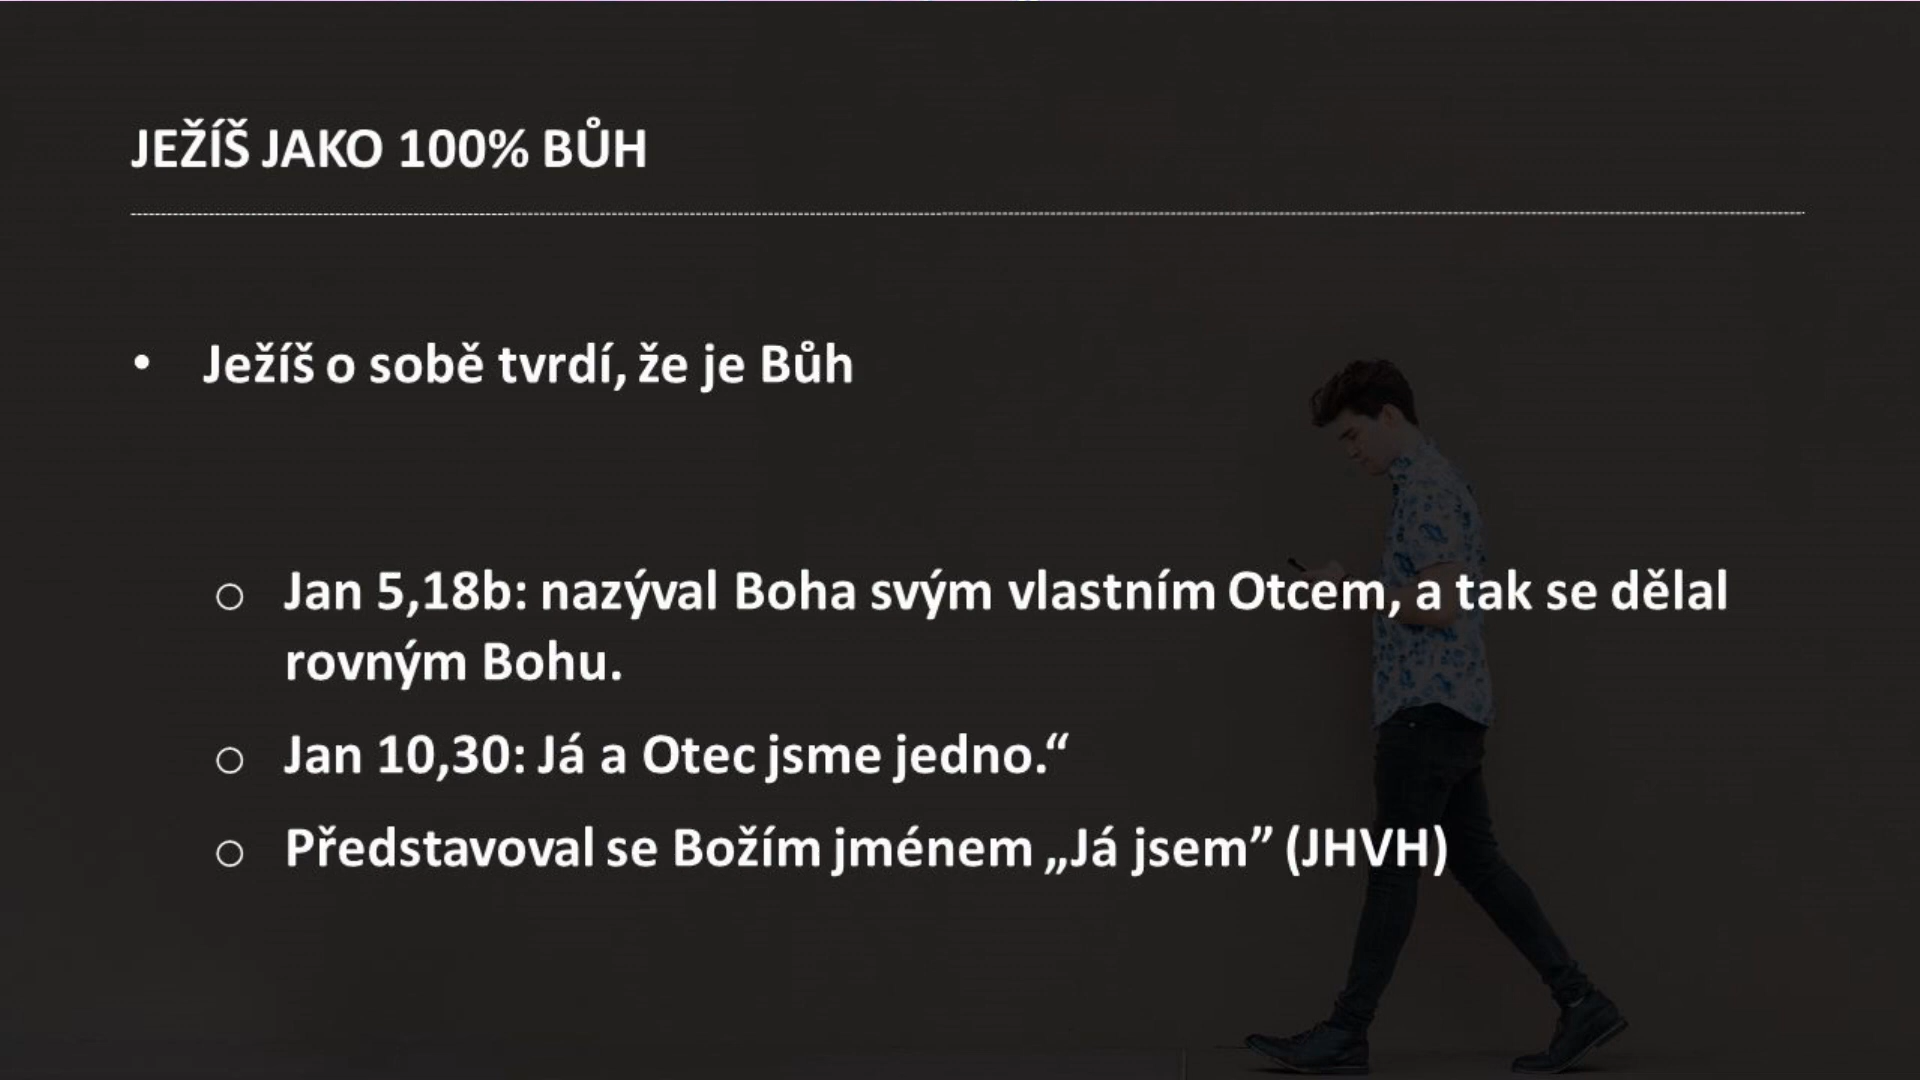 JEŽÍŠ JAKO 100% BŮH
• Ježíš o sobě tvrdí, že je Bůh
o Jan 5,18b: nazýval Boha svým vlastním Otcem, a tak se dělal
rovným Bohu.
o Jan 10,30: Já a Otec jsme jedno.“
o Představoval se Božím jménem „Já jsem” (JHVH)